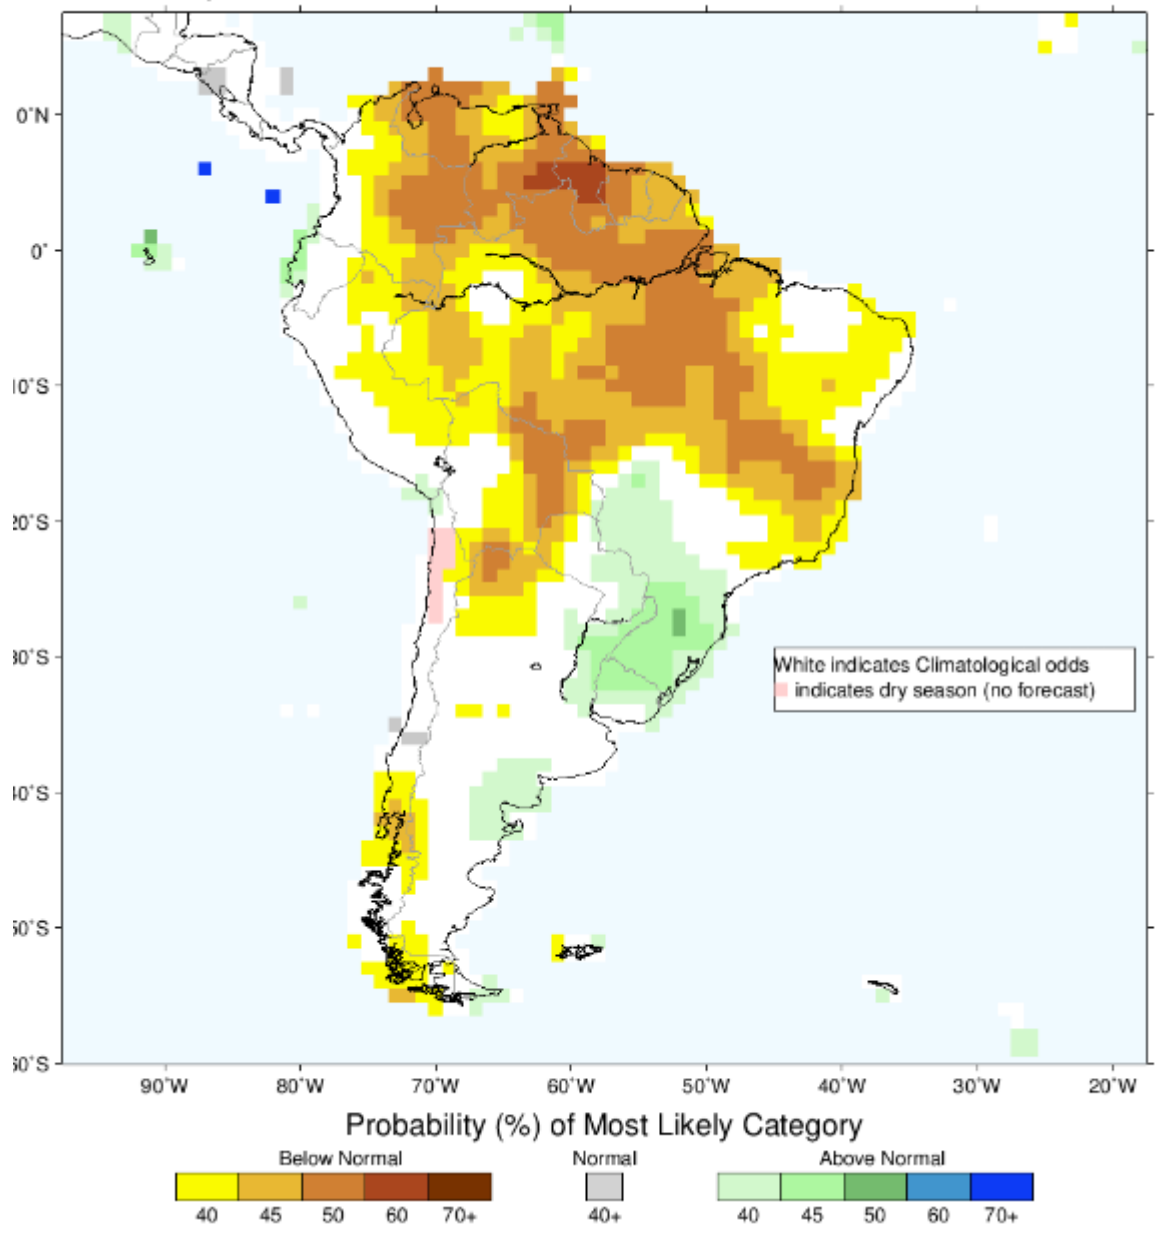 0˚N
0˚
10˚S
20˚S
30˚S
40˚S
50˚S
60˚S
90˚W 80˚W 70˚W 60˚W 50˚W 40˚W 30˚W 20˚W
White indicates Climatological odds
indicates dry season (no forecast)
Probability (%) of Most Likely Category
Below Normal Normal Above Normal
40 45 50 60 70+ 40+ 40 45 50 60 70+